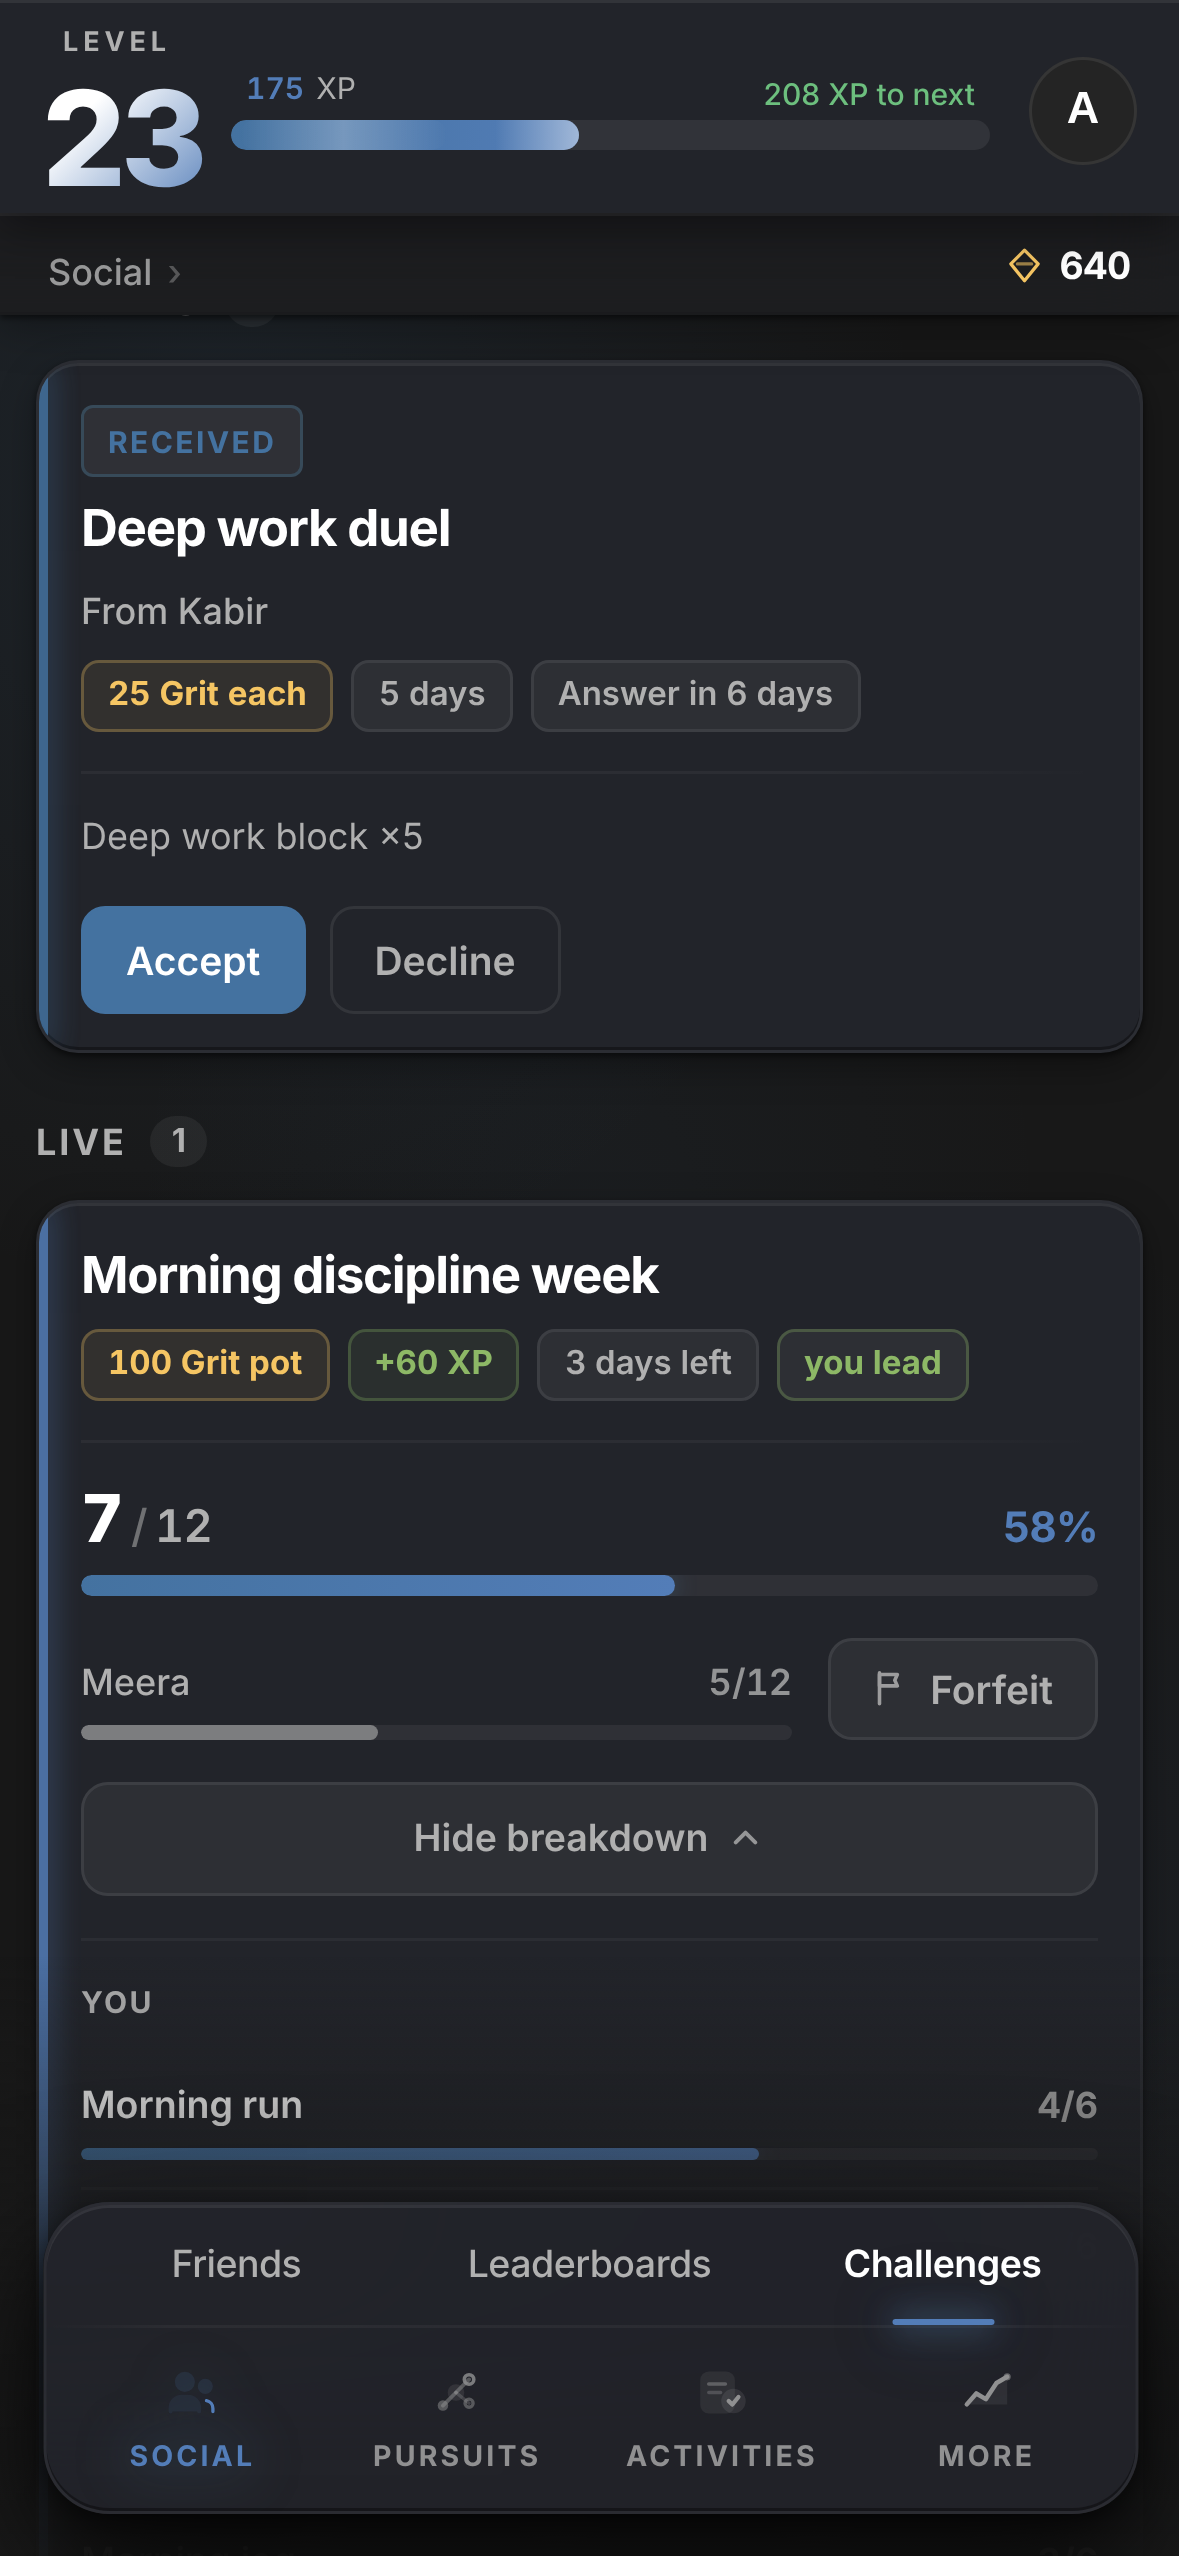 LEVEL
23
175 XP
208 XP to next
A
Social ›
640
RECEIVED
Deep work duel
From Kabir
25 Grit each
5 days
Answer in 6 days
Deep work block ×5
Accept
Decline
LIVE 1
Morning discipline week
100 Grit pot
+60 XP
3 days left
you lead
7 / 12
58%
Meera
5/12
Forfeit
Hide breakdown
YOU
Morning run
4/6
Friends
Leaderboards
Challenges
SOCIAL
PURSUITS
ACTIVITIES
MORE